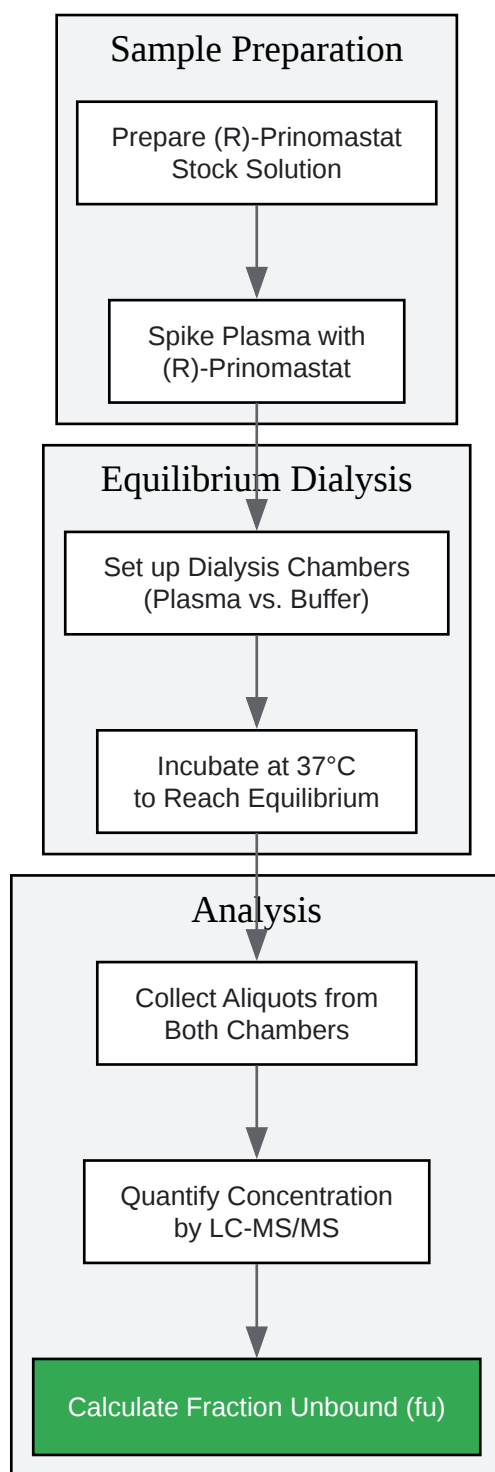 Sample Preparation
Prepare (R)-Prinomastat
Stock Solution
Spike Plasma with
(R)-Prinomastat
Equilibrium Dialysis
Set up Dialysis Chambers
(Plasma vs. Buffer)
Incubate at 37°C
to Reach Equilibrium
Analysis
Collect Aliquots from
Both Chambers
Quantify Concentration
by LC-MS/MS
Calculate Fraction Unbound (fu)